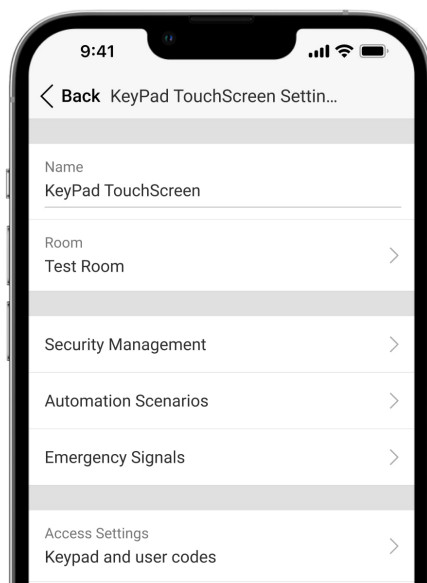 9:41
Back KeyPad TouchScreen Settin...
Name
KeyPad TouchScreen
Room
Test Room
Security Management
Automation Scenarios
Emergency Signals
Access Settings
Keypad and user codes